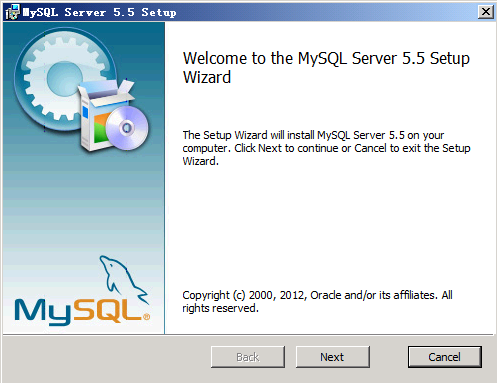 MySQL Server 5.5 Setup
Welcome to the MySQL Server 5.5 Setup
Wizard
The Setup Wizard will install MySQL Server 5.5 on your
computer. Click Next to continue or Cancel to exit the Setup
Wizard.
MySQL®
Copyright (c) 2000, 2012, Oracle and/or its affiliates. All
rights reserved.
Back
Next
Cancel